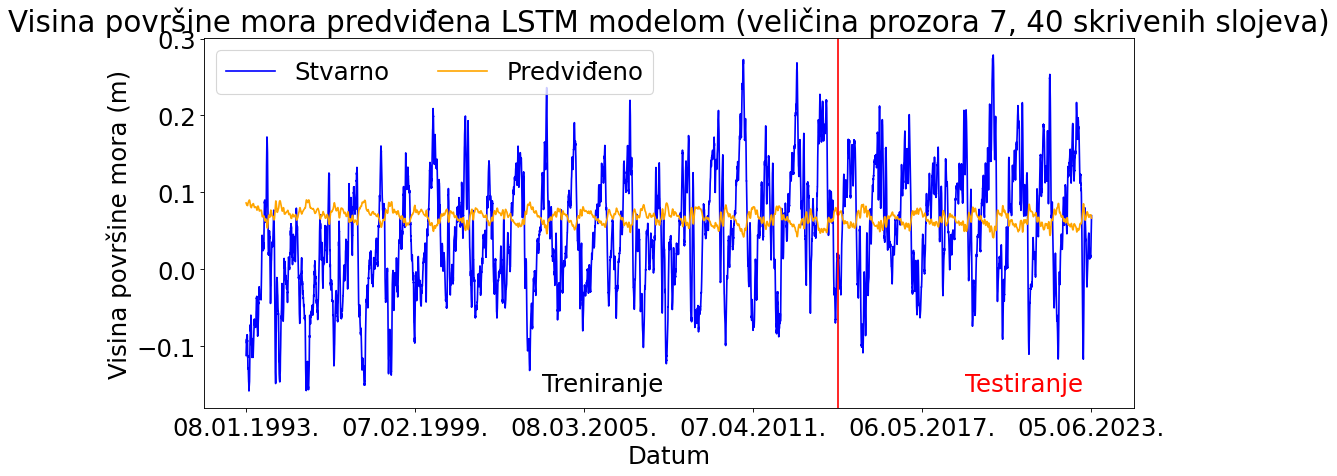 Visina površine mora predviđena LSTM modelom (veličina prozora 7, 40 skrivenih slojeva)
Stvarno
Predviđeno
Visina površine mora (m)
0.3
0.2
0.1
0.0
−0.1
Treniranje
Testiranje
08.01.1993.
07.02.1999.
08.03.2005.
07.04.2011.
06.05.2017.
05.06.2023.
Datum